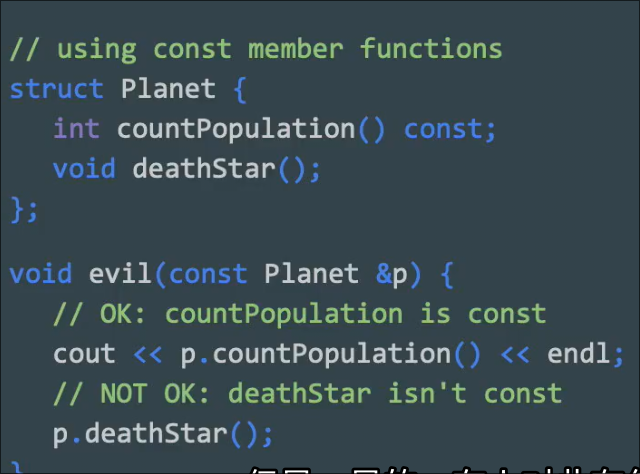 // using const member functions
struct Planet {
int countPopulation() const;
void deathStar();
};
void evil(const Planet &p) {
// OK: countPopulation is const
cout << p.countPopulation() << endl;
// NOT OK: deathStar isn't const
p.deathStar();
}